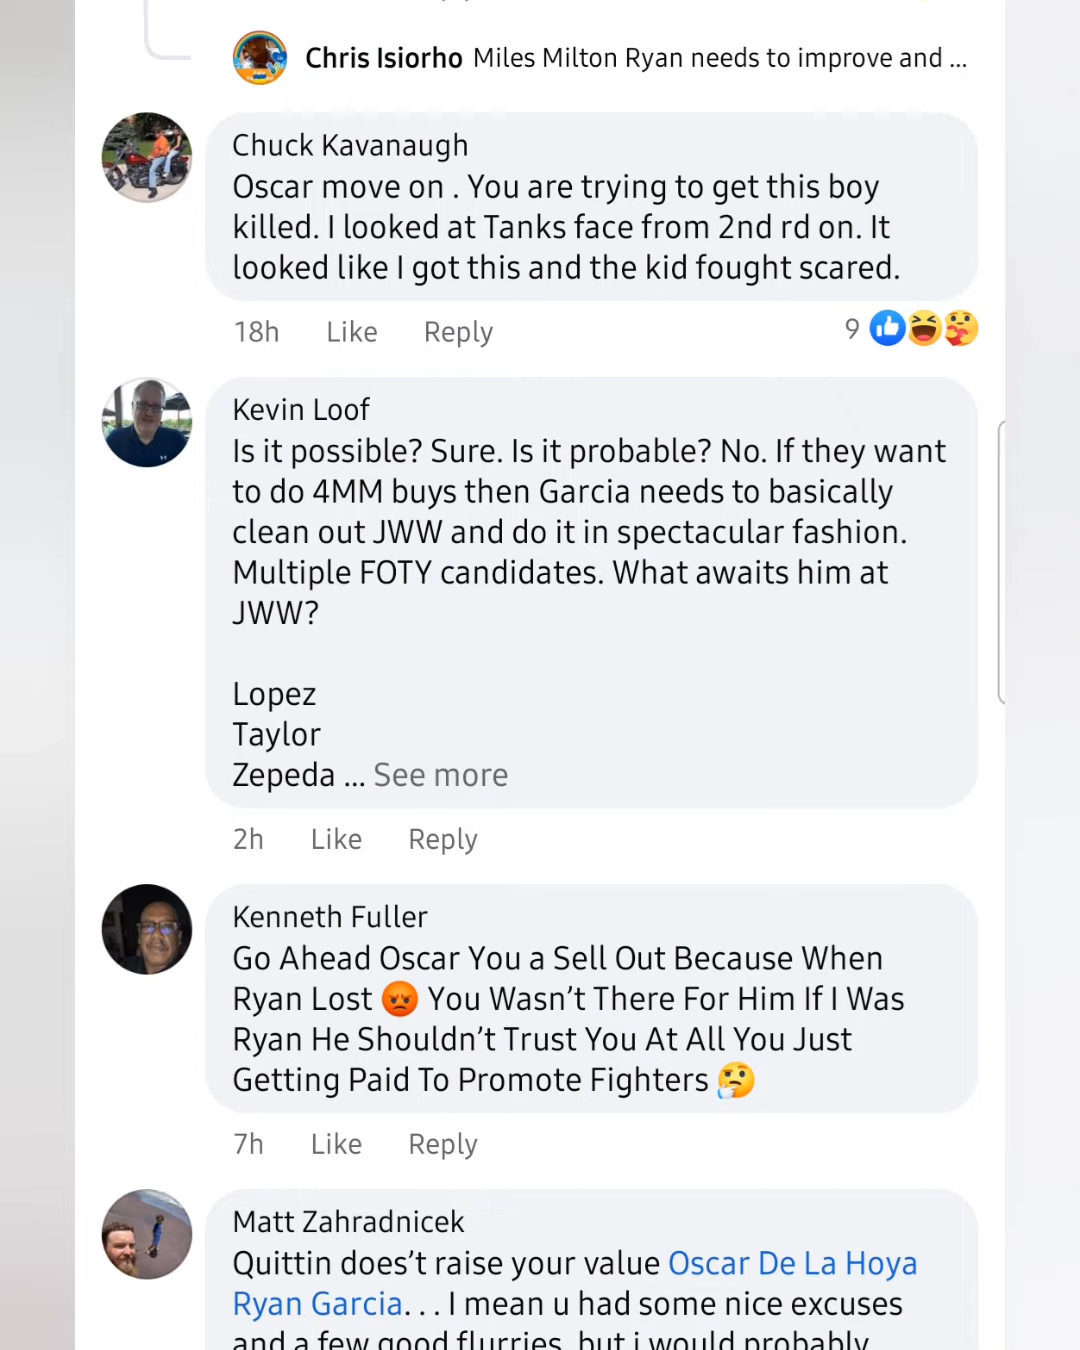 Chris Isiorho Miles Milton Ryan needs to improve and ...
Chuck Kavanaugh
Oscar move on . You are trying to get this boy
killed. I looked at Tanks face from 2nd rd on. It
looked like I got this and the kid fought scared.
18h Like Reply 9
Kevin Loof
Is it possible? Sure. Is it probable? No. If they want
to do 4MM buys then Garcia needs to basically
clean out JWW and do it in spectacular fashion.
Multiple FOTY candidates. What awaits him at
JWW?
Lopez
Taylor
Zepeda ... See more
2h Like Reply
Kenneth Fuller
Go Ahead Oscar You a Sell Out Because When
Ryan Lost 😡 You Wasn't There For Him If I Was
Ryan He Shouldn't Trust You At All You Just
Getting Paid To Promote Fighters 🤔
7h Like Reply
Matt Zahradnicek
Quittin does't raise your value Oscar De La Hoya
Ryan Garcia. . . I mean u had some nice excuses
and a few good flurries, but i would probably